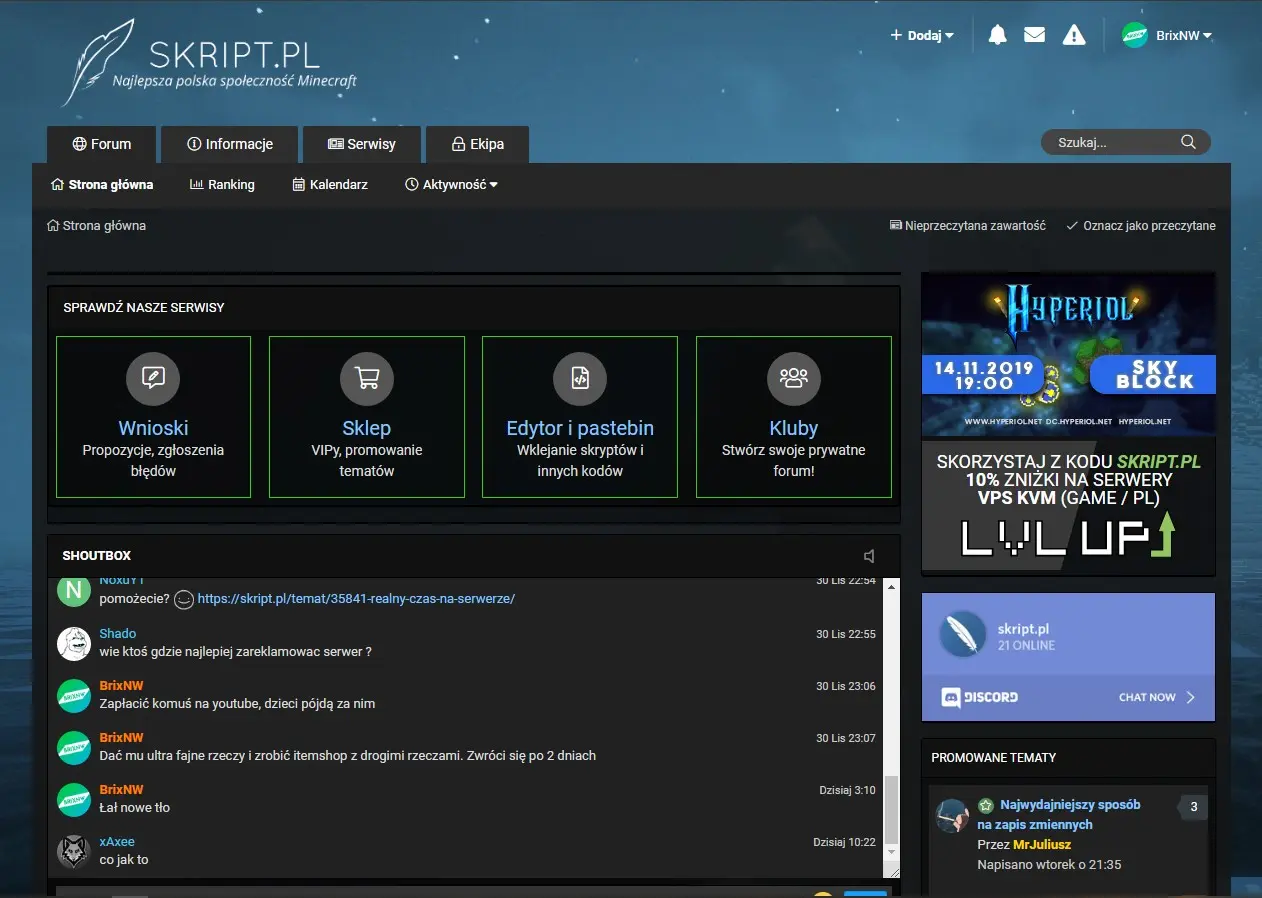 SKRIPT.PL
Najlepsza polska społeczność Minecraft
+ Dodaj
BrixNW
Forum
Informacje
Serwisy
Ekipa
Szukaj...
Strona główna
Ranking
Kalendarz
Aktywność
Strona główna
Nieprzeczytana zawartość
Oznacz jako przeczytane
SPRAWDŹ NASZE SERWISY
Wnioski
Propozycje, zgłoszenia
błędów
Sklep
VIPy, promowanie
tematów
Edytor i pastebin
Wklejanie skryptów i
innych kodów
Kluby
Stwórz swoje prywatne
forum!
SHOUTBOX
N
NoxuYT
30 Lis 22:54
pomożecie? https://skript.pl/temat/35841-realny-czas-na-serwerze/
Shado
30 Lis 22:55
wie ktoś gdzie najlepiej zareklamowac serwer ?
BRIXNW
BrixNW
30 Lis 23:06
Zapłacić komuś na youtube, dzieci pójdą za nim
BRIXNW
BrixNW
30 Lis 23:07
Dać mu ultra fajne rzeczy i zrobić itemshop z drogimi rzeczami. Zwróci się po 2 dniach
BRIXNW
BrixNW
Dzisiaj 3:10
Łał nowe tło
xAxee
Dzisiaj 10:22
co jak to
HYPERIOL
14.11.2019
19:00
SKY
BLOCK
WWW.HYPERIOL.NET DC.HYPERIOL.NET HYPERIOL.NET
SKORZYSTAJ Z KODU SKRIPT.PL
10% ZNIŻKI NA SERWERY
VPS KVM (GAME / PL)
LVL UP
skript.pl
21 ONLINE
DISCORD
CHAT NOW
PROMOWANE TEMATY
Najwydajniejszy sposób
na zapis zmiennych
3
Przez MrJuliusz
Napisano wtorek o 21:35